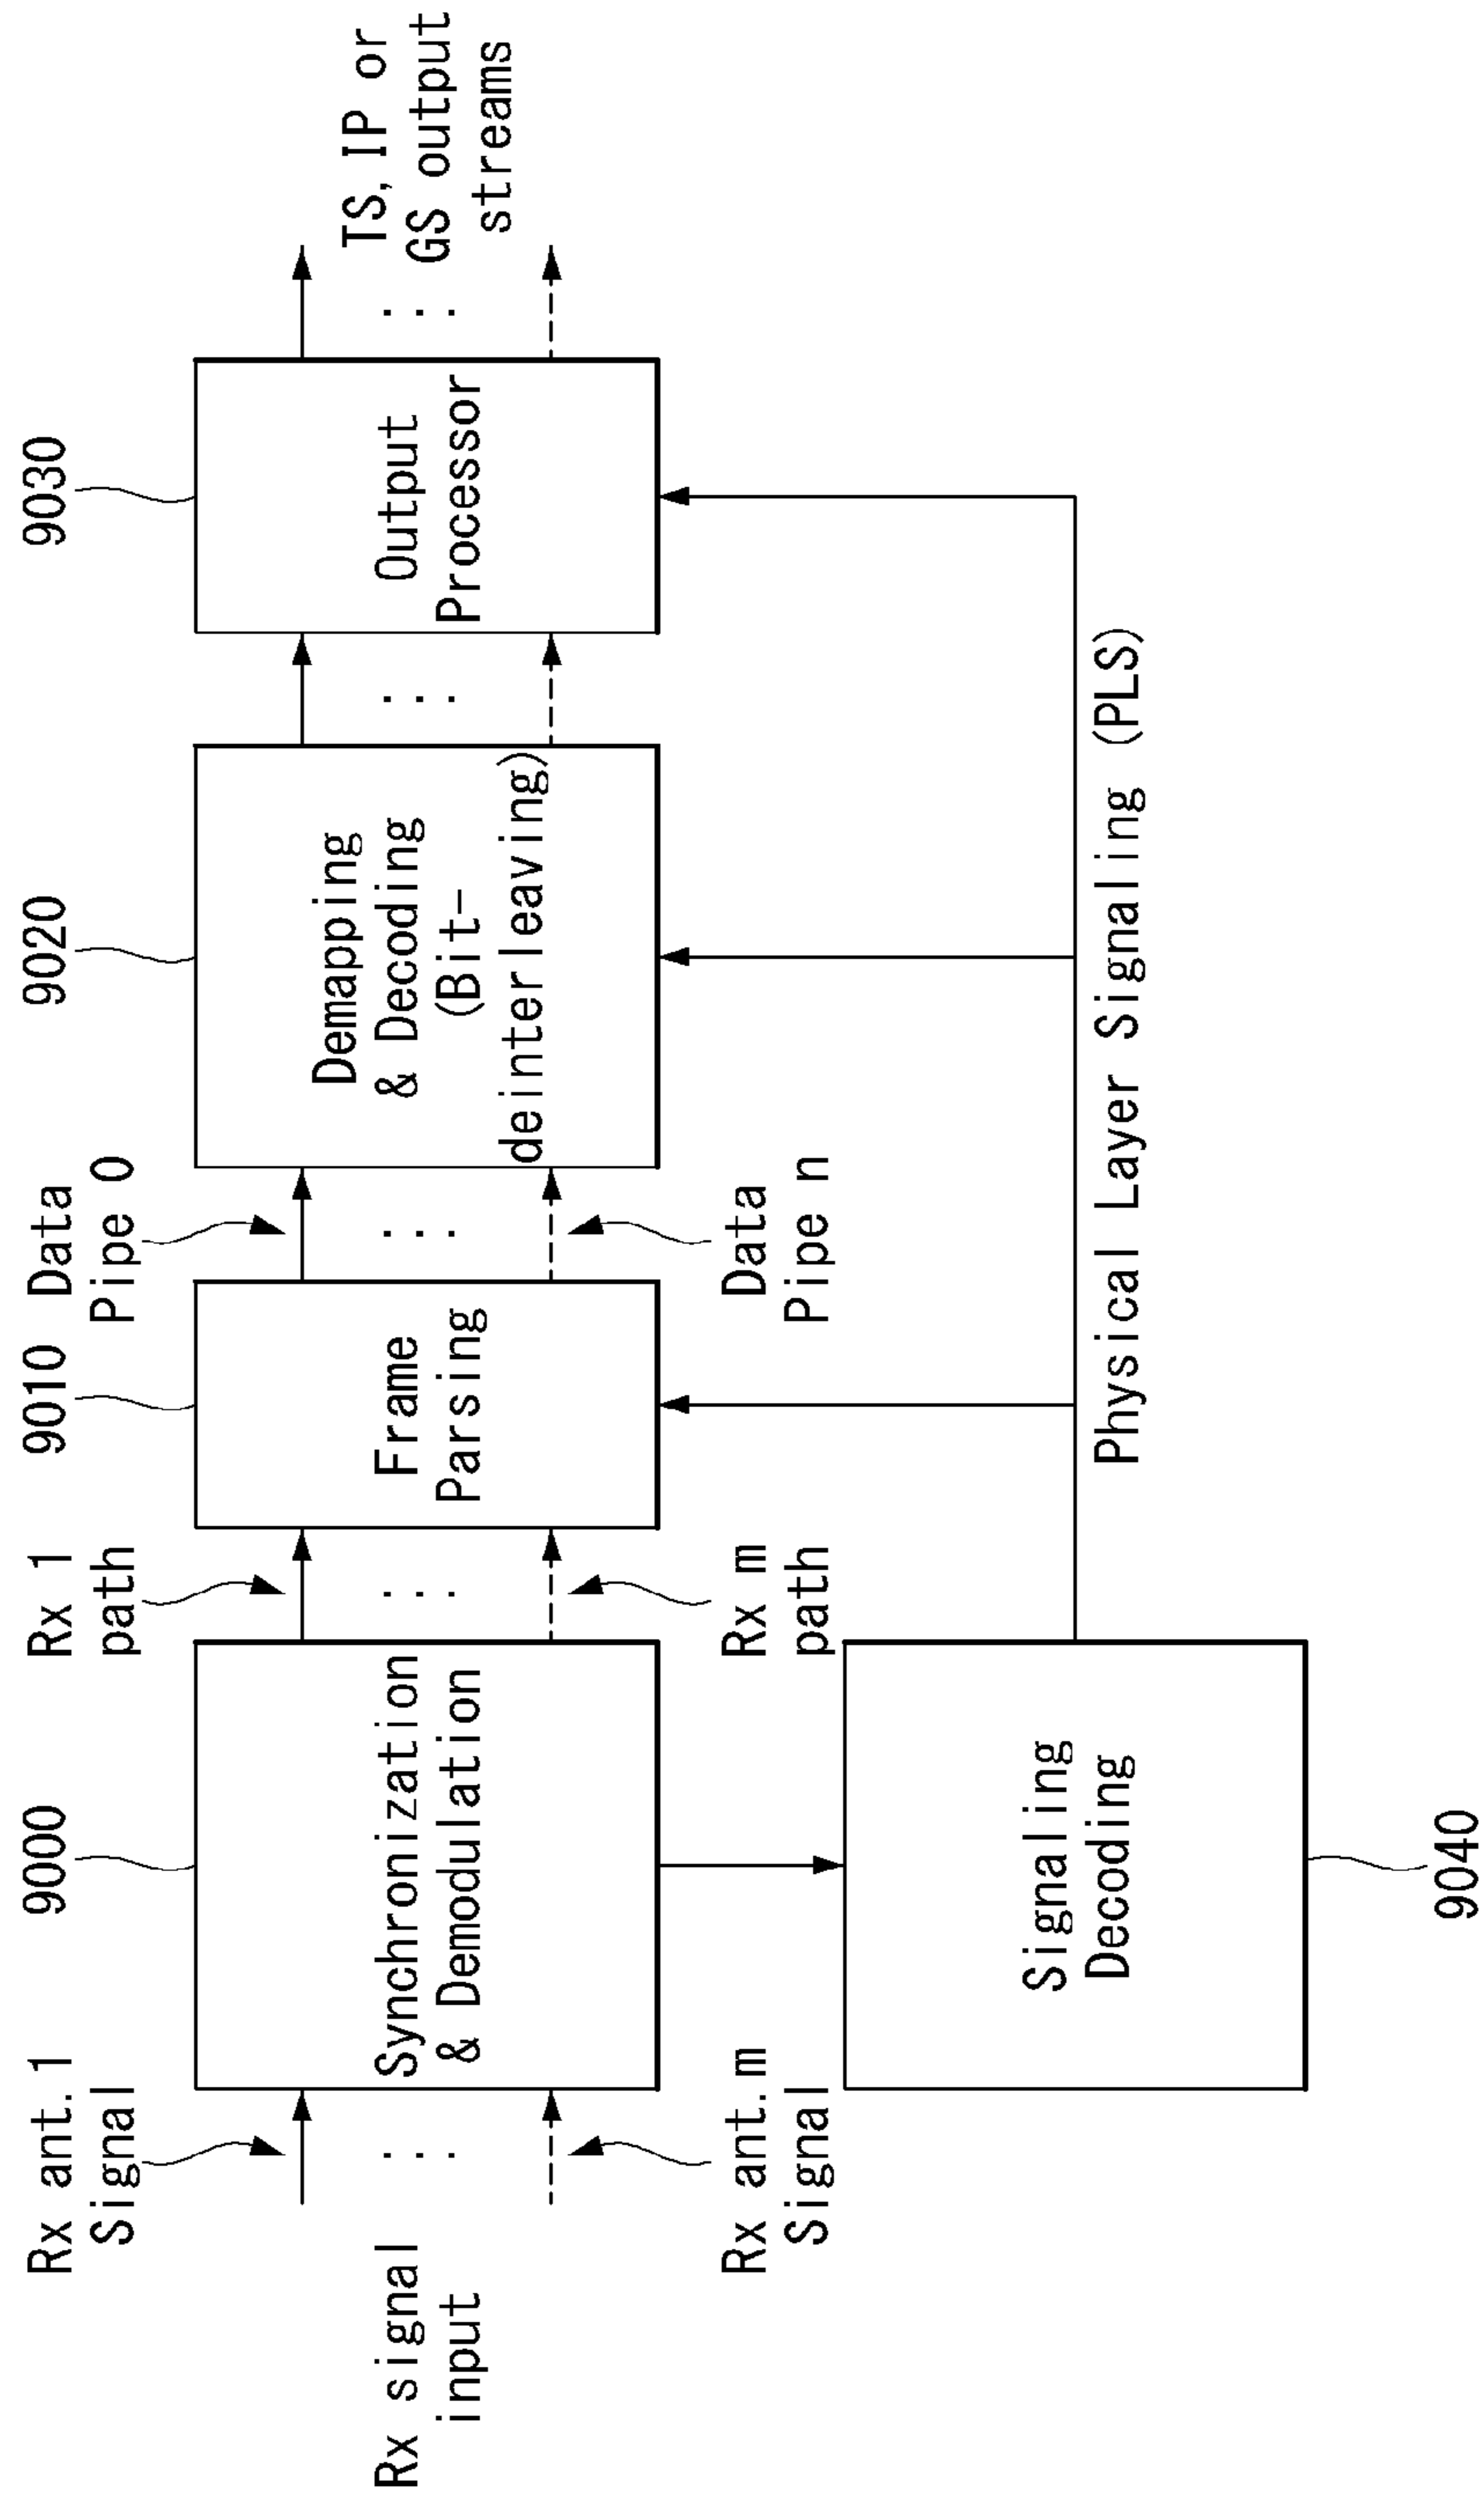 Rx signal
input
Rx ant.1
Signal
Rx ant.m
Signal
9000
Synchronization
& Demodulation
Rx 1
path
Rx m
path
9010
Frame
Parsing
Data
Pipe 0
Data
Pipe n
9020
Demapping
& Decoding
(Bit-
deinterleaving)
9030
Output
Processor
TS, IP or
GS output
streams
Signaling
Decoding
9040
Physical Layer Signaling (PLS)